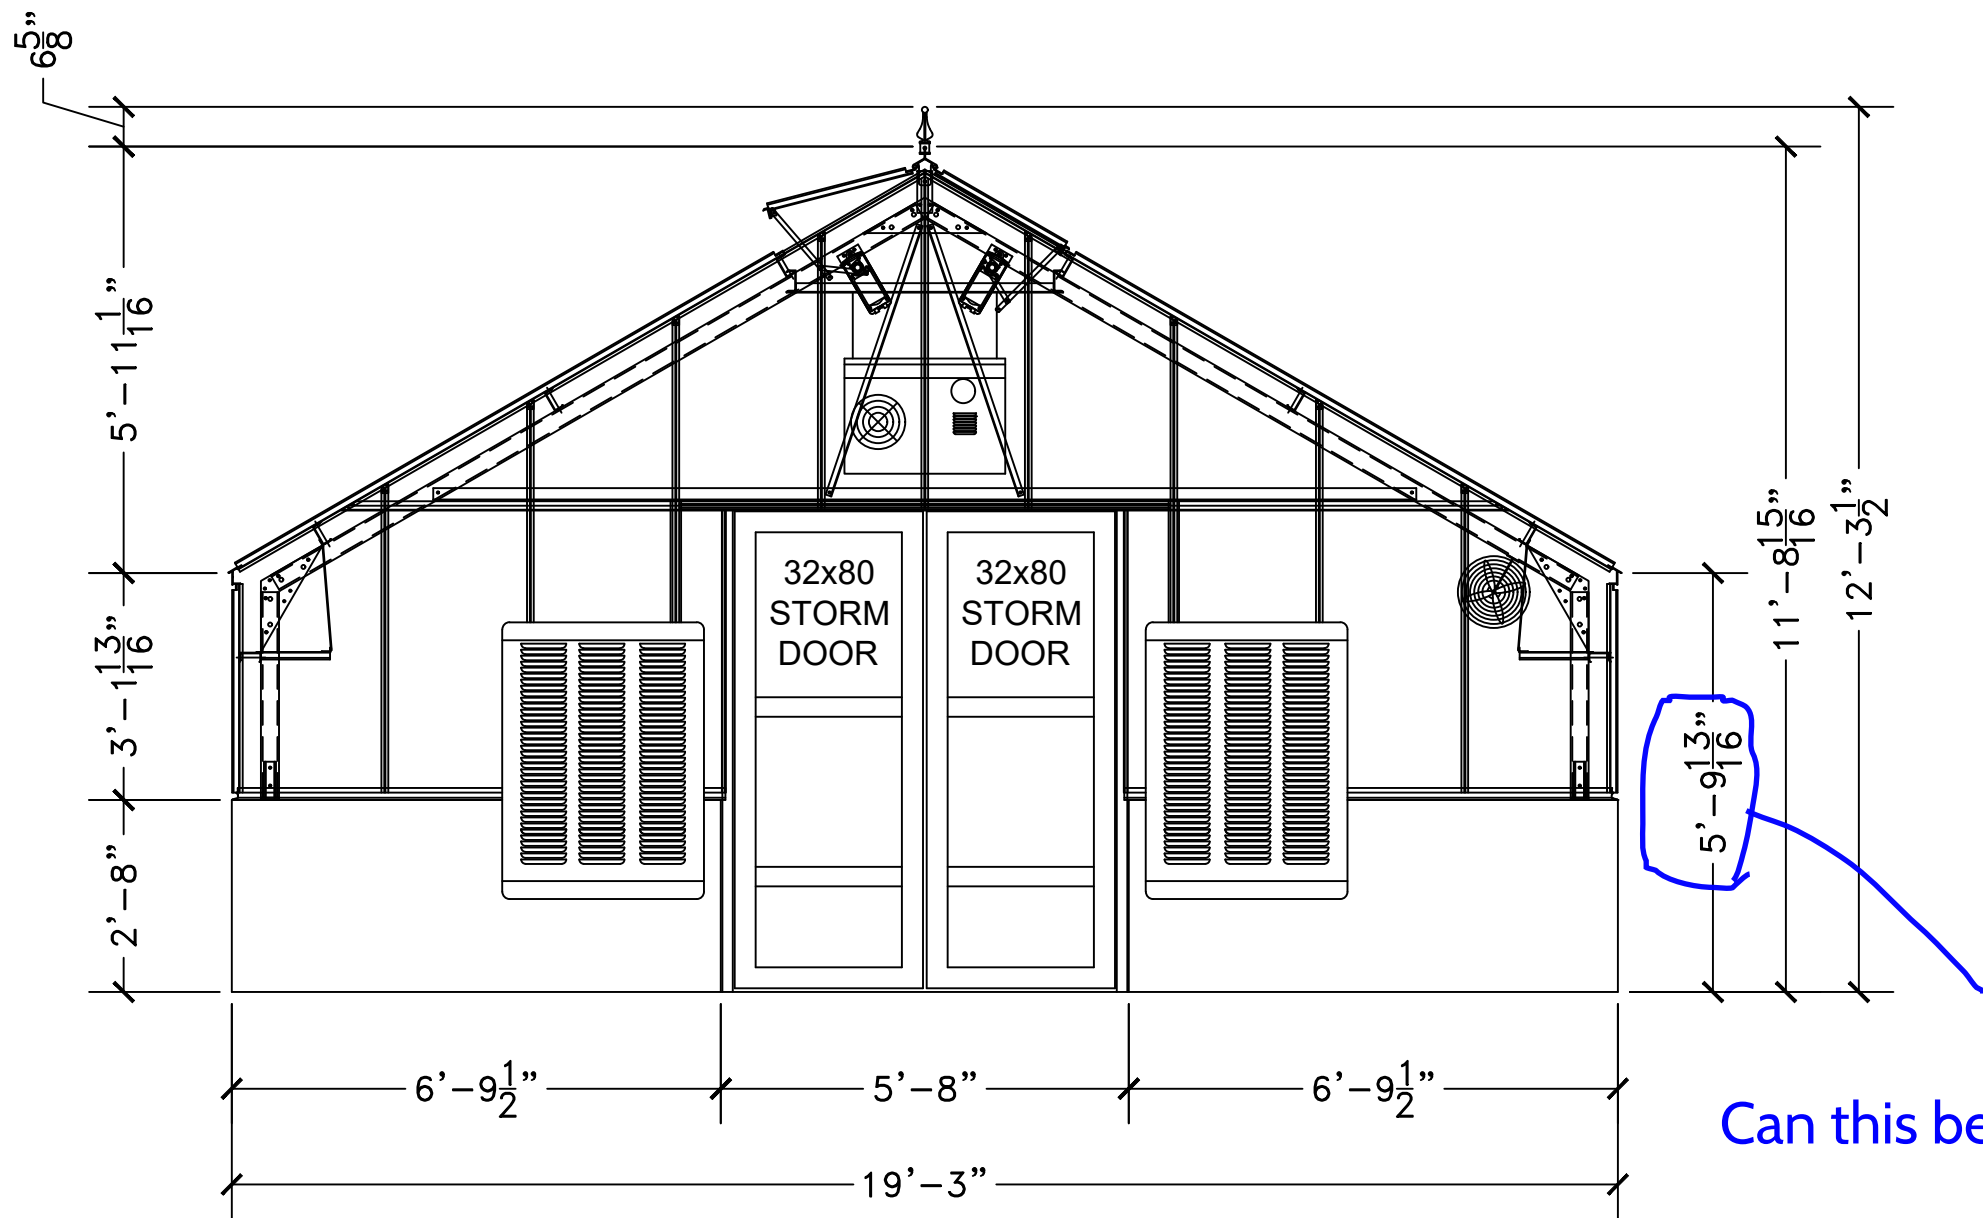 6 5/8”
5’-11 1/16”
3’-1 13/16”
2’-8”
32x80
STORM
DOOR
32x80
STORM
DOOR
5’-9 13/16”
11’-8 15/16”
12’-3 1/2”
6’-9 1/2”
5’-8”
6’-9 1/2”
19’-3”
Can this be